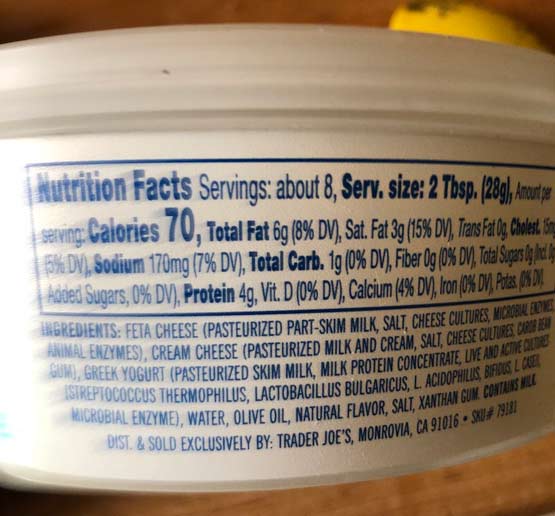 Nutrition Facts Servings: about 8, Serv. size: 2 Tbsp. (28g), Amount per
serving: Calories 70, Total Fat 6g (8% DV), Sat. Fat 3g (15% DV), Trans Fat 0g, Cholest. 15mg
(5% DV), Sodium 170mg (7% DV), Total Carb. 1g (0% DV), Fiber 0g (0% DV), Total Sugars 0g (Incl. 0g
Added Sugars, 0% DV), Protein 4g, Vit. D (0% DV), Calcium (4% DV), Iron (0% DV), Potas. (0% DV).
INGREDIENTS: FETA CHEESE (PASTEURIZED PART-SKIM MILK, SALT, CHEESE CULTURES, MICROBIAL ENZYMES,
ANIMAL ENZYMES), CREAM CHEESE (PASTEURIZED MILK AND CREAM, SALT, CHEESE CULTURES, CAROB BEAN
GUM), GREEK YOGURT (PASTEURIZED SKIM MILK, MILK PROTEIN CONCENTRATE, LIVE AND ACTIVE CULTURES
[STREPTOCOCCUS THERMOPHILUS, LACTOBACILLUS BULGARICUS, L. ACIDOPHILUS, BIFIDUS, L. CASEI],
MICROBIAL ENZYME), WATER, OLIVE OIL, NATURAL FLAVOR, SALT, XANTHAN GUM. CONTAINS MILK.
DIST. & SOLD EXCLUSIVELY BY: TRADER JOE'S, MONROVIA, CA 91016 • SKU# 79181